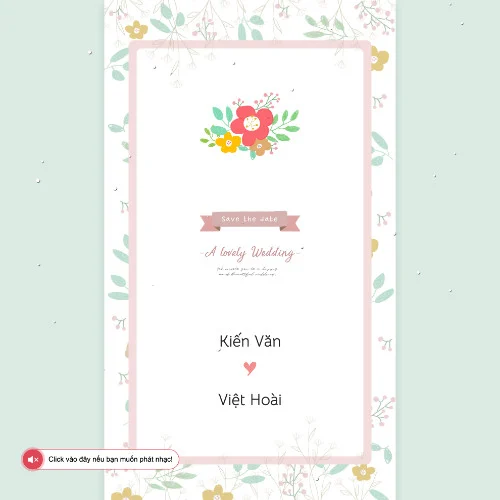 Save the date
A lovely Wedding
Kiến Văn
Việt Hoài
Click vào đây nếu bạn muốn phát nhạc!